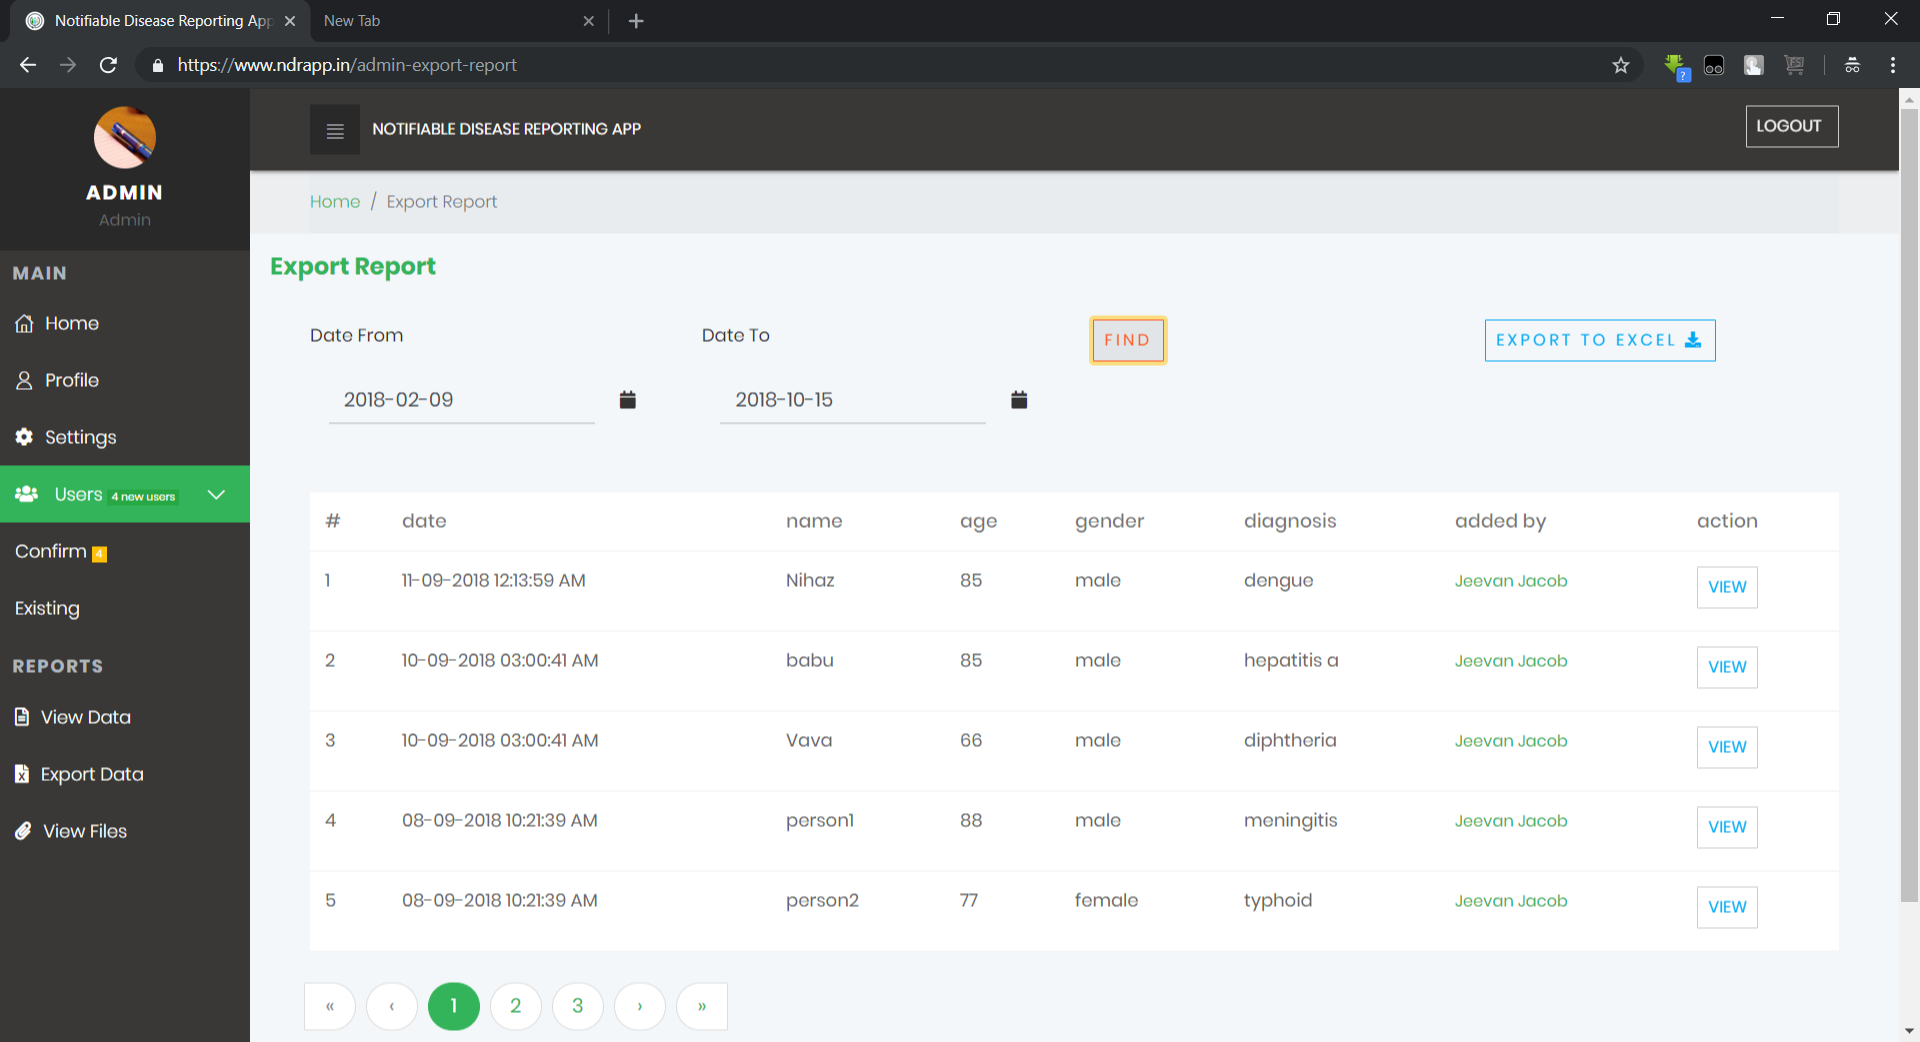 Notifiable Disease Reporting App
New Tab
https://www.ndrapp.in/admin-export-report
ADMIN
Admin
MAIN
Home
Profile
Settings
Users 4 new users
Confirm 4
Existing
REPORTS
View Data
Export Data
View Files
NOTIFIABLE DISEASE REPORTING APP
LOGOUT
Home / Export Report
Export Report
Date From
Date To
FIND
EXPORT TO EXCEL
2018-02-09
2018-10-15
# date name age gender diagnosis added by action
1 11-09-2018 12:13:59 AM Nihaz 85 male dengue Jeevan Jacob VIEW
2 10-09-2018 03:00:41 AM babu 85 male hepatitis a Jeevan Jacob VIEW
3 10-09-2018 03:00:41 AM Vava 66 male diphtheria Jeevan Jacob VIEW
4 08-09-2018 10:21:39 AM person1 88 male meningitis Jeevan Jacob VIEW
5 08-09-2018 10:21:39 AM person2 77 female typhoid Jeevan Jacob VIEW
« ‹ 1 2 3 › »